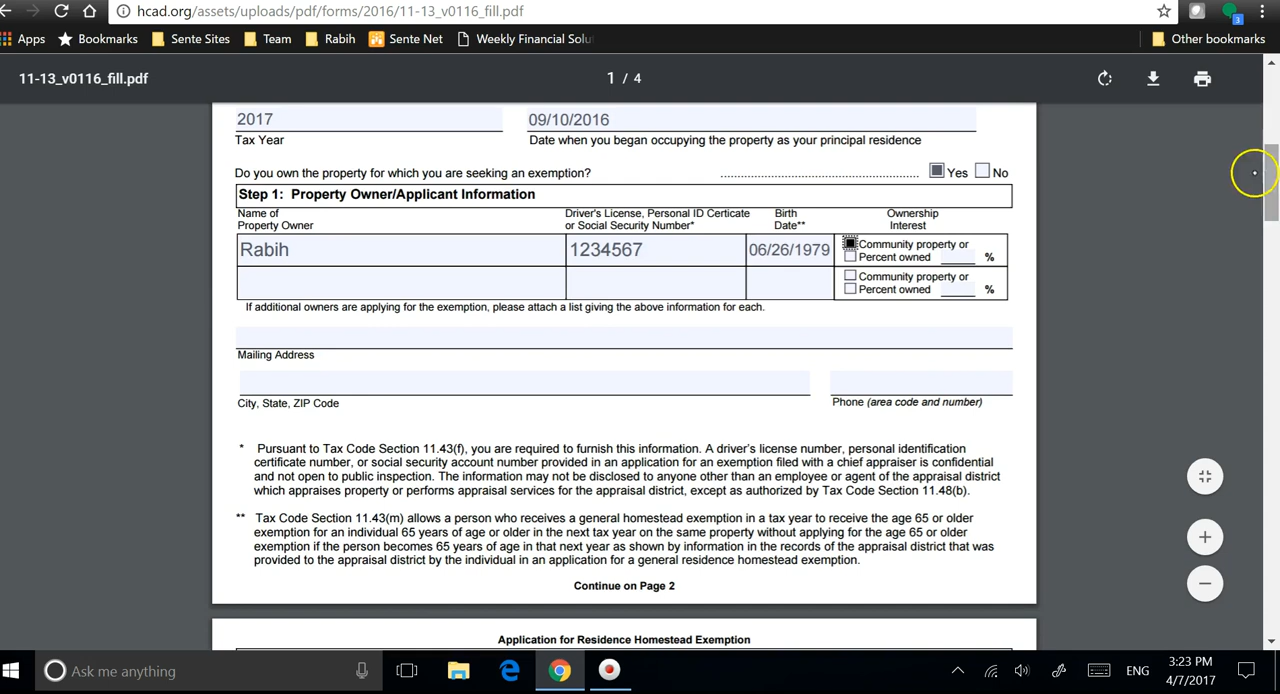 hcad.org/assets/uploads/pdf/forms/2016/11-13_v0116_fill.pdf
3
Apps Bookmarks Sente Sites Team Rabih Sente Net Weekly Financial Solu Other bookmarks
11-13_v0116_fill.pdf 1 / 4
2017 09/10/2016
Tax Year Date when you began occupying the property as your principal residence
Do you own the property for which you are seeking an exemption? ................................................ Yes No
Step 1: Property Owner/Applicant Information
Name of Driver's License, Personal ID Certicate Birth Ownership
Property Owner or Social Security Number* Date** Interest
Rabih 1234567 06/26/1979 Community property or
Percent owned %
Community property or
Percent owned %
If additional owners are applying for the exemption, please attach a list giving the above information for each.
Mailing Address
City, State, ZIP Code Phone (area code and number)
* Pursuant to Tax Code Section 11.43(f), you are required to furnish this information. A driver's license number, personal identification
certificate number, or social security account number provided in an application for an exemption filed with a chief appraiser is confidential
and not open to public inspection. The information may not be disclosed to anyone other than an employee or agent of the appraisal district
which appraises property or performs appraisal services for the appraisal district, except as authorized by Tax Code Section 11.48(b).
** Tax Code Section 11.43(m) allows a person who receives a general homestead exemption in a tax year to receive the age 65 or older
exemption for an individual 65 years of age or older in the next tax year on the same property without applying for the age 65 or older
exemption if the person becomes 65 years of age in that next year as shown by information in the records of the appraisal district that was
provided to the appraisal district by the individual in an application for a general residence homestead exemption.
Continue on Page 2
Application for Residence Homestead Exemption
Ask me anything ENG 3:23 PM
4/7/2017